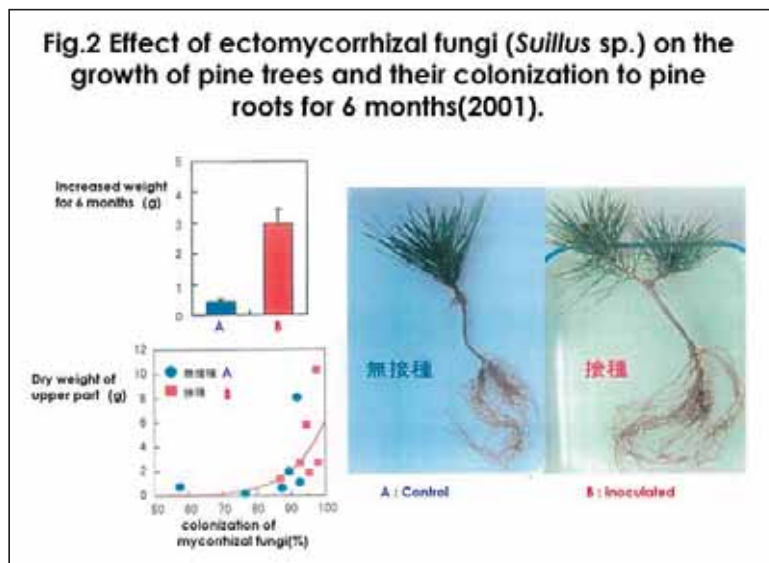 Fig.2 Effect of ectomycorrhizal fungi (Suillus sp.) on the
growth of pine trees and their colonization to pine
roots for 6 months(2001).
Increased weight
for 6 months (g)
5
4
3
2
1
0
A
B
Dry weight of
upper part (g)
12
10
8
6
4
2
0
無接種 A
接種 B
50 60 70 80 90 100
colonization of
mycorrhizal fungi(%)
無接種
接種
A : Control
B : Inoculated